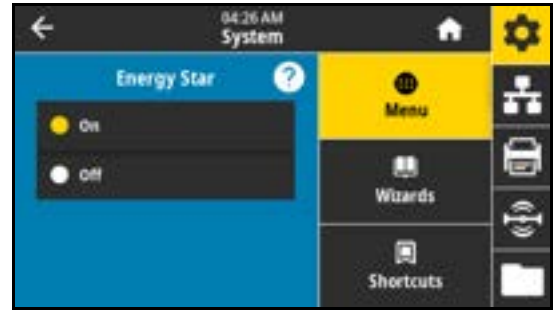 04:26 AM
System
Energy Star
?
On
Off
Menu
Wizards
Shortcuts